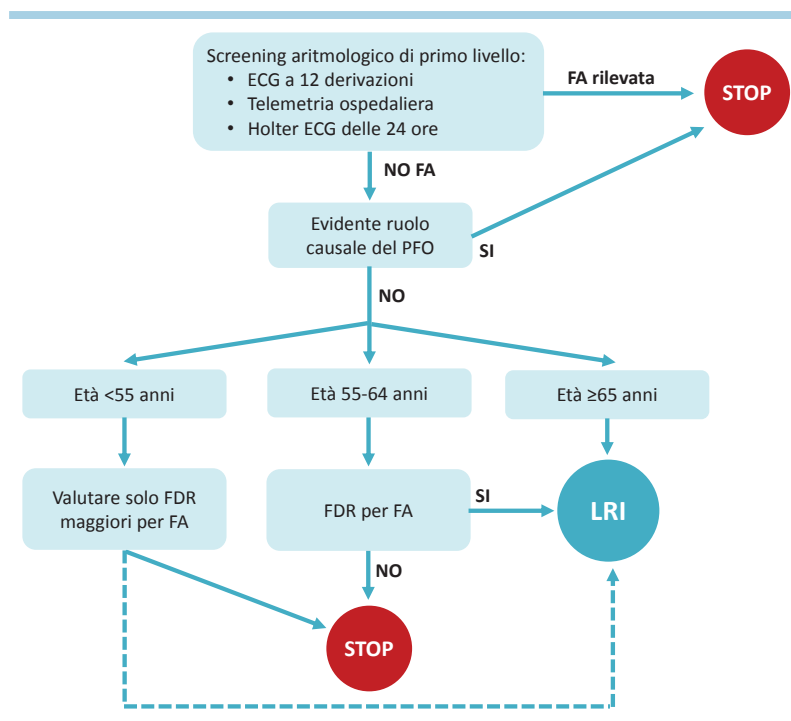 Screening aritmologico di primo livello:
• ECG a 12 derivazioni
• Telemetria ospedaliera
• Holter ECG delle 24 ore
FA rilevata
STOP
NO FA
Evidente ruolo
causale del PFO
SI
NO
Età <55 anni
Età 55-64 anni
Età ≥65 anni
Valutare solo FDR
maggiori per FA
FDR per FA
SI
LRI
NO
STOP